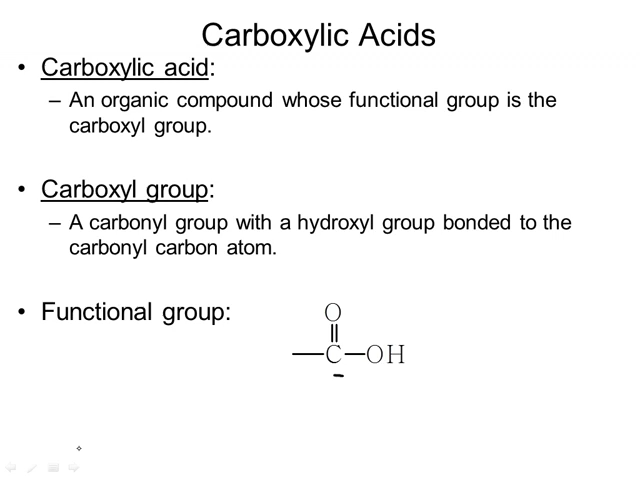 Carboxylic Acids
• Carboxylic acid:
– An organic compound whose functional group is the
carboxyl group.
• Carboxyl group:
– A carbonyl group with a hydroxyl group bonded to the
carbonyl carbon atom.
• Functional group:
O
—C—OH